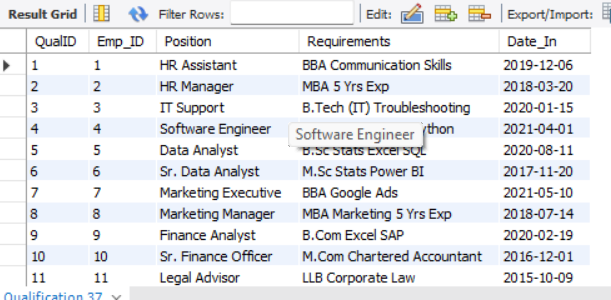 Result Grid Filter Rows: Edit: Export/Import:
QualID Emp_ID Position Requirements Date_In
1 1 HR Assistant BBA Communication Skills 2019-12-06
2 2 HR Manager MBA 5 Yrs Exp 2018-03-20
3 3 IT Support B.Tech (IT) Troubleshooting 2020-01-15
4 4 Software Engineer 2021-04-01
Software Engineer
5 5 Data Analyst B.Sc Stats Excel SQL 2020-08-11
6 6 Sr. Data Analyst M.Sc Stats Power BI 2017-11-20
7 7 Marketing Executive BBA Google Ads 2021-05-10
8 8 Marketing Manager MBA Marketing 5 Yrs Exp 2018-07-14
9 9 Finance Analyst B.Com Excel SAP 2020-02-19
10 10 Sr. Finance Officer M.Com Chartered Accountant 2016-12-01
11 11 Legal Advisor LLB Corporate Law 2015-10-09
Qualification 37